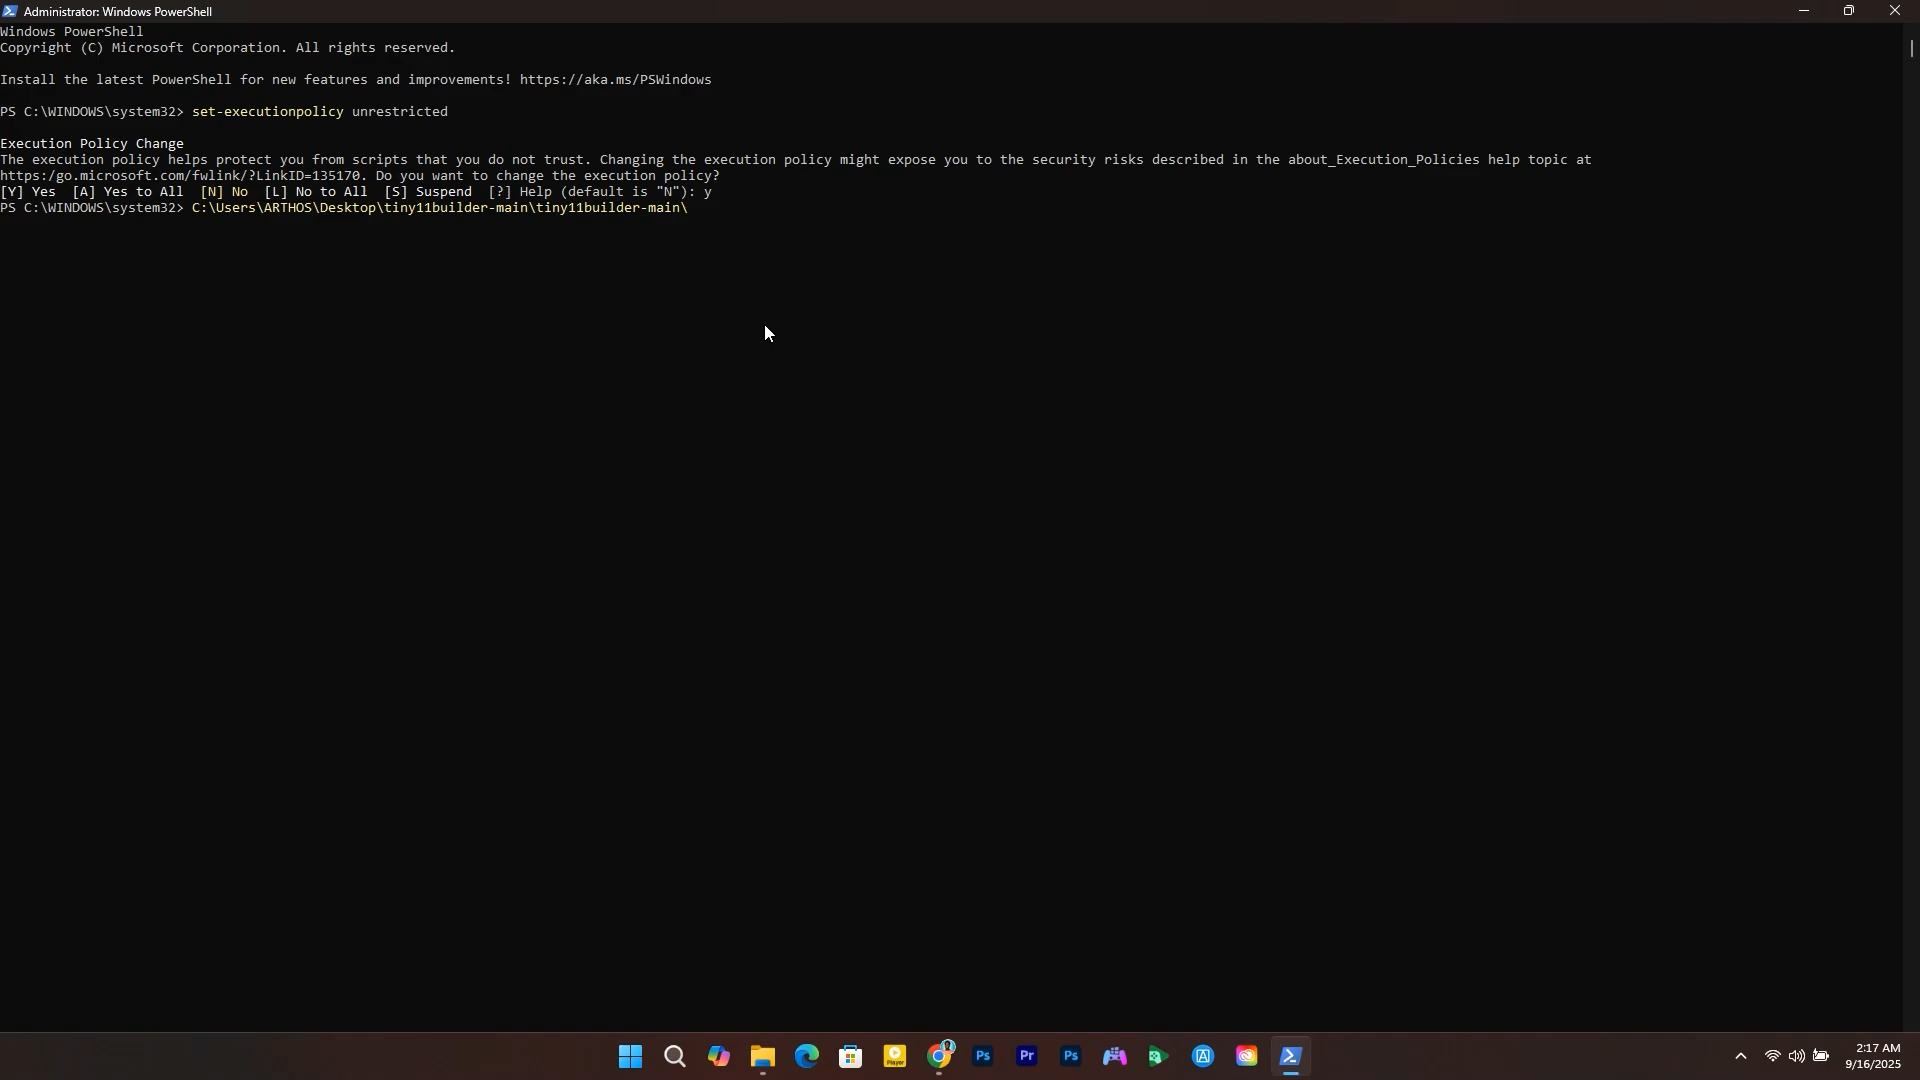 Administrator: Windows PowerShell
Windows PowerShell
Copyright (C) Microsoft Corporation. All rights reserved.
Install the latest PowerShell for new features and improvements! https://aka.ms/PSWindows
PS C:\WINDOWS\system32> set-executionpolicy unrestricted
Execution Policy Change
The execution policy helps protect you from scripts that you do not trust. Changing the execution policy might expose you to the security risks described in the about_Execution_Policies help topic at
https:/go.microsoft.com/fwlink/?LinkID=135170. Do you want to change the execution policy?
[Y] Yes  [A] Yes to All  [N] No  [L] No to All  [S] Suspend  [?] Help (default is "N"): y
PS C:\WINDOWS\system32> C:\Users\ARTHOS\Desktop\tiny11builder-main\tiny11builder-main\
Player
Ps
Pr
Ps
2:17 AM
9/16/2025